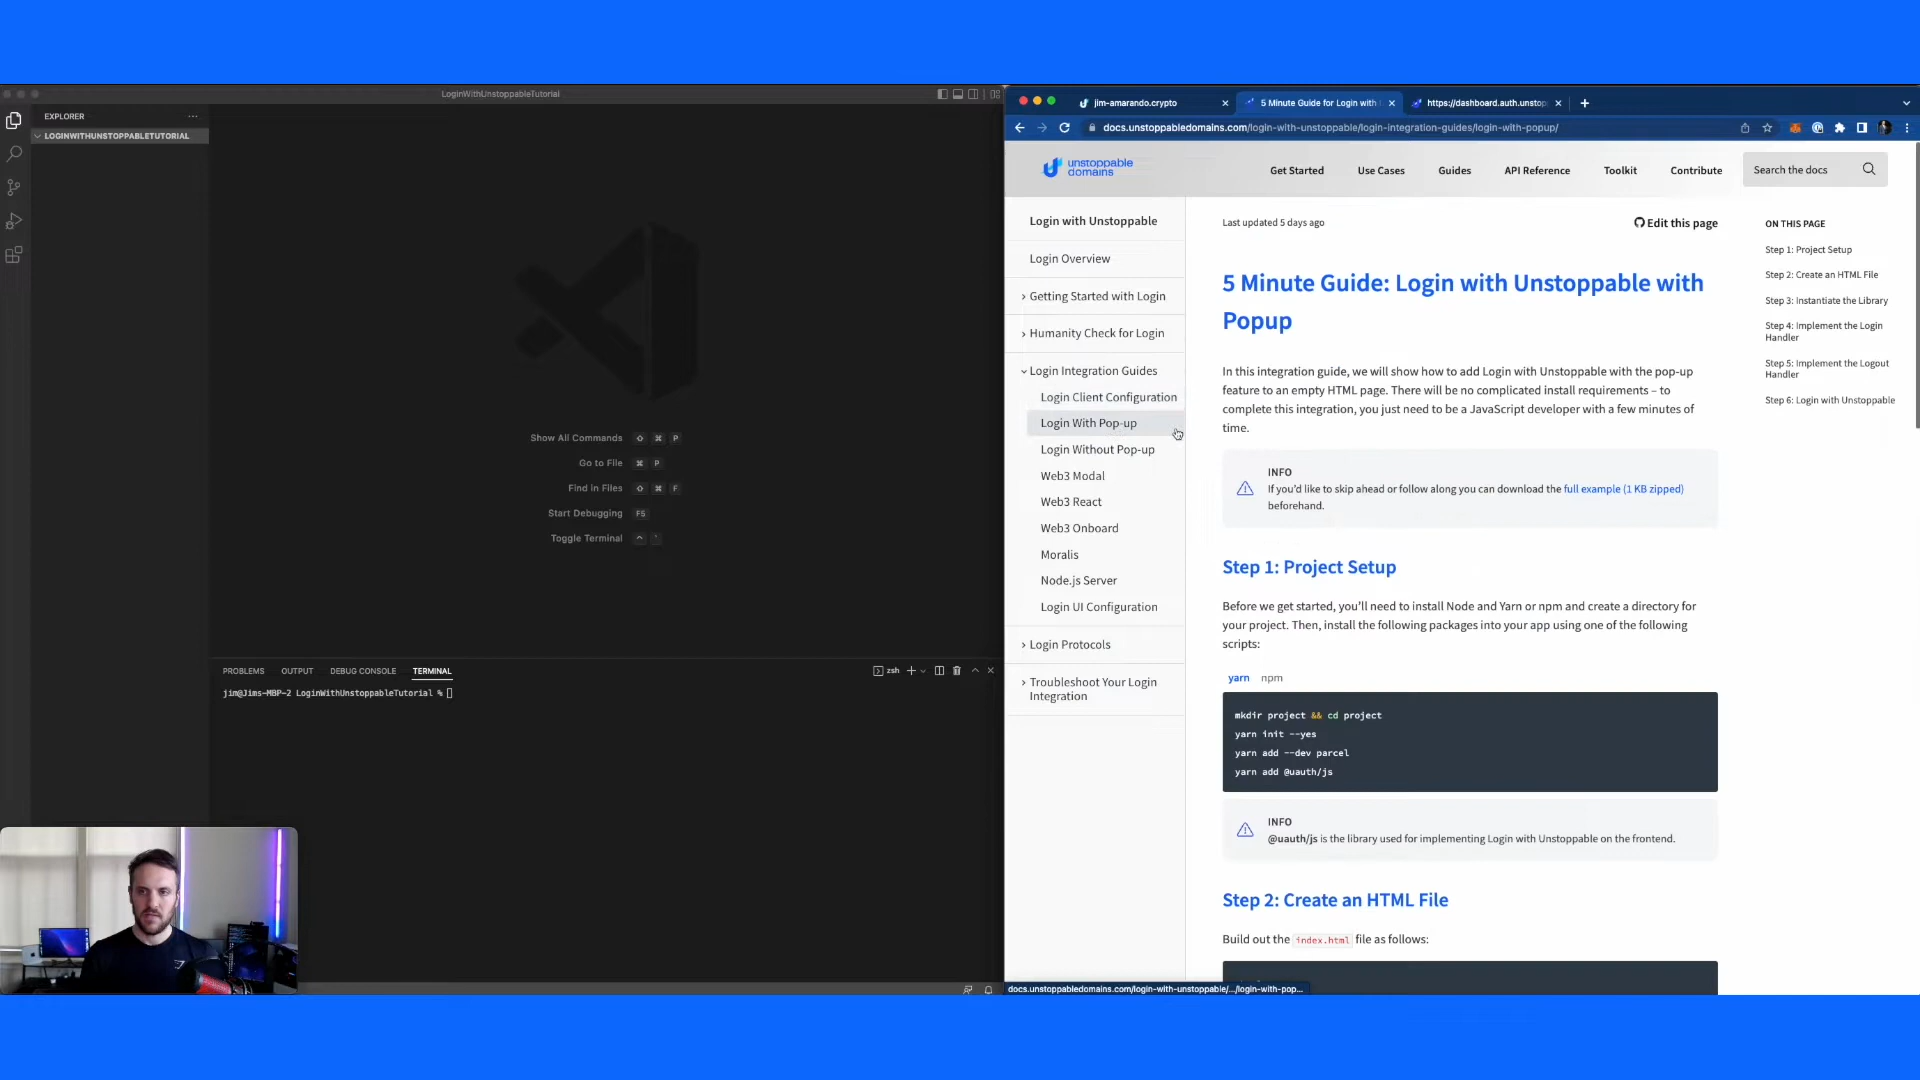 LoginWithUnstoppableTutorial
EXPLORER
LOGINWITHUNSTOPPABLETUTORIAL
Show All Commands ⌘ P
Go to File ⌘ P
Find in Files ⌘ F
Start Debugging F5
Toggle Terminal ^ `
PROBLEMS OUTPUT DEBUG CONSOLE TERMINAL
zsh
jim@Jims-MBP-2 LoginWithUnstoppableTutorial %
jim-amarando.crypto
5 Minute Guide for Login with
https://dashboard.auth.unstop
docs.unstoppabledomains.com/login-with-unstoppable/login-integration-guides/login-with-popup/
unstoppable
domains
Get Started Use Cases Guides API Reference Toolkit Contribute
Search the docs
Login with Unstoppable
Login Overview
Getting Started with Login
Humanity Check for Login
Login Integration Guides
Login Client Configuration
Login With Pop-up
Login Without Pop-up
Web3 Modal
Web3 React
Web3 Onboard
Moralis
Node.js Server
Login UI Configuration
Login Protocols
Troubleshoot Your Login
Integration
Last updated 5 days ago
Edit this page
5 Minute Guide: Login with Unstoppable with
Popup
In this integration guide, we will show how to add Login with Unstoppable with the pop-up
feature to an empty HTML page. There will be no complicated install requirements – to
complete this integration, you just need to be a JavaScript developer with a few minutes of
time.
INFO
If you'd like to skip ahead or follow along you can download the full example (1 KB zipped)
beforehand.
Step 1: Project Setup
Before we get started, you'll need to install Node and Yarn or npm and create a directory for
your project. Then, install the following packages into your app using one of the following
scripts:
yarn npm
mkdir project && cd project
yarn init --yes
yarn add --dev parcel
yarn add @uauth/js
INFO
@uauth/js is the library used for implementing Login with Unstoppable on the frontend.
Step 2: Create an HTML File
Build out the index.html file as follows:
ON THIS PAGE
Step 1: Project Setup
Step 2: Create an HTML File
Step 3: Instantiate the Library
Step 4: Implement the Login
Handler
Step 5: Implement the Logout
Handler
Step 6: Login with Unstoppable
docs.unstoppabledomains.com/login-with-unstoppable/.../login-with-pop...